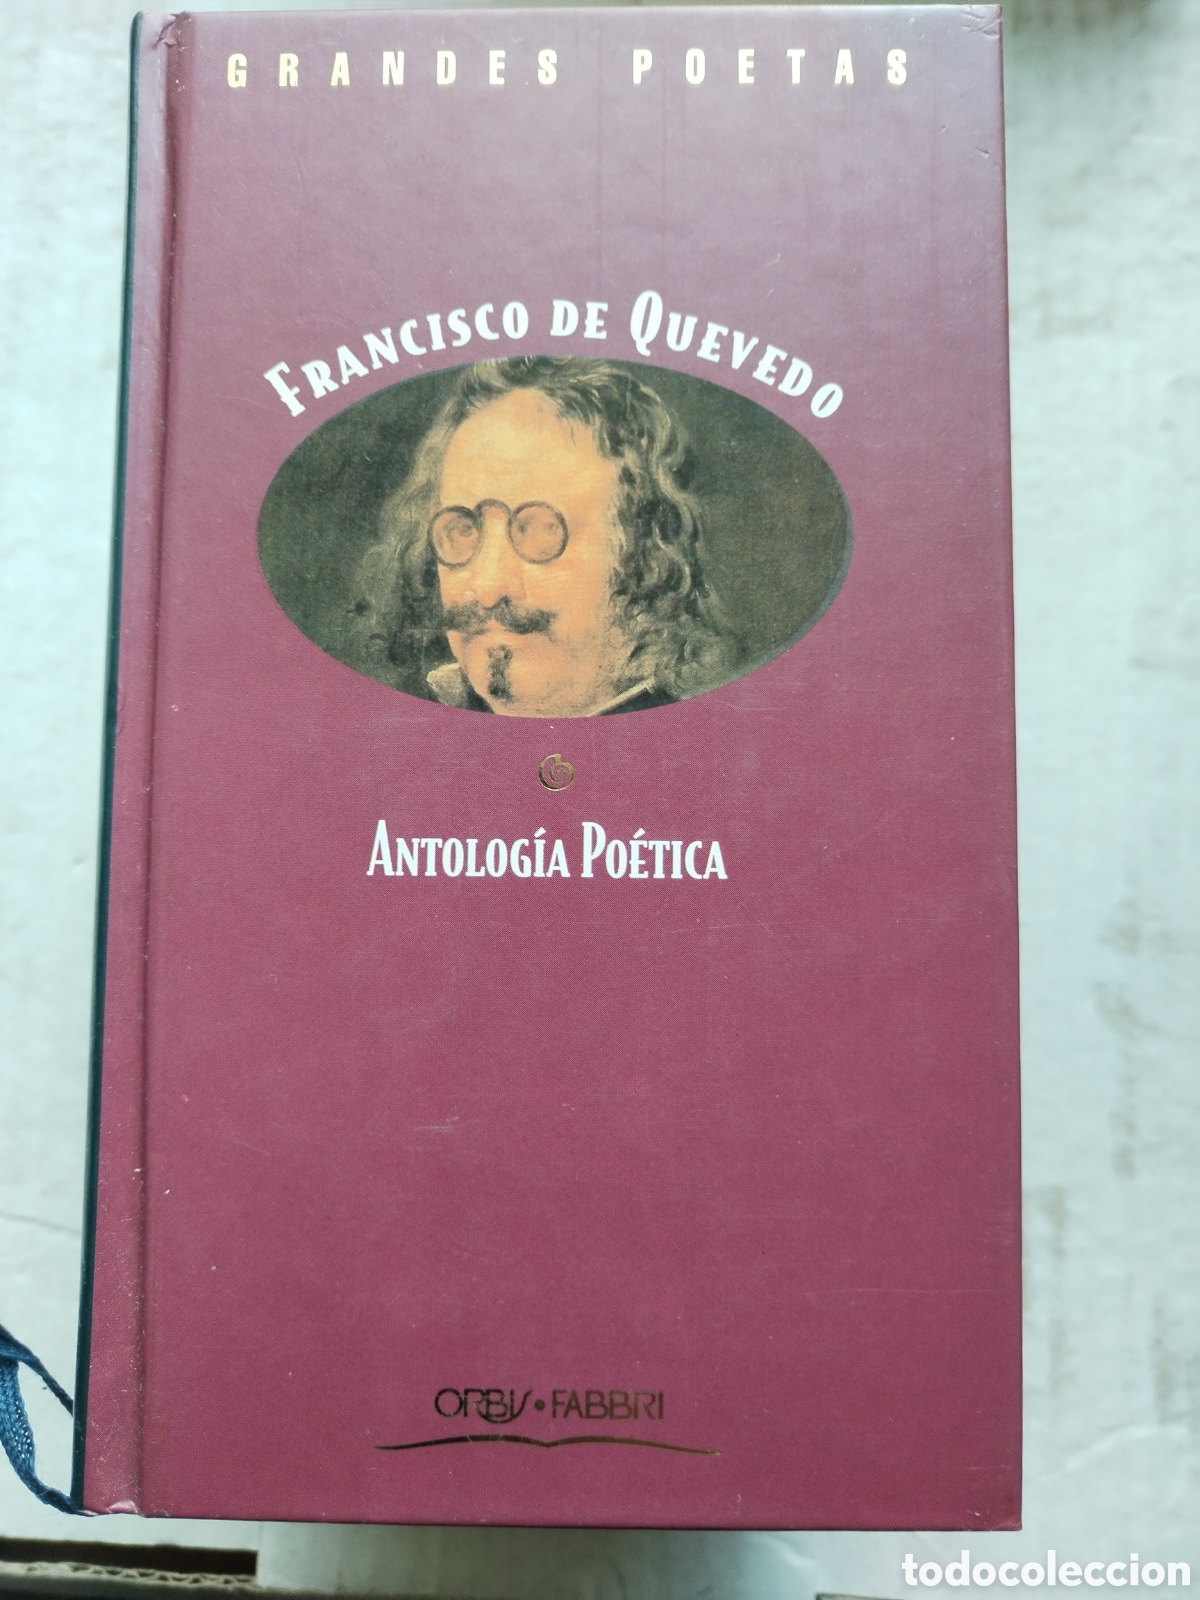 GRANDES POETAS
FRANCISCO DE QUEVEDO
ANTOLOGÍA POÉTICA
ORBIS • FABBRI
todocoleccion